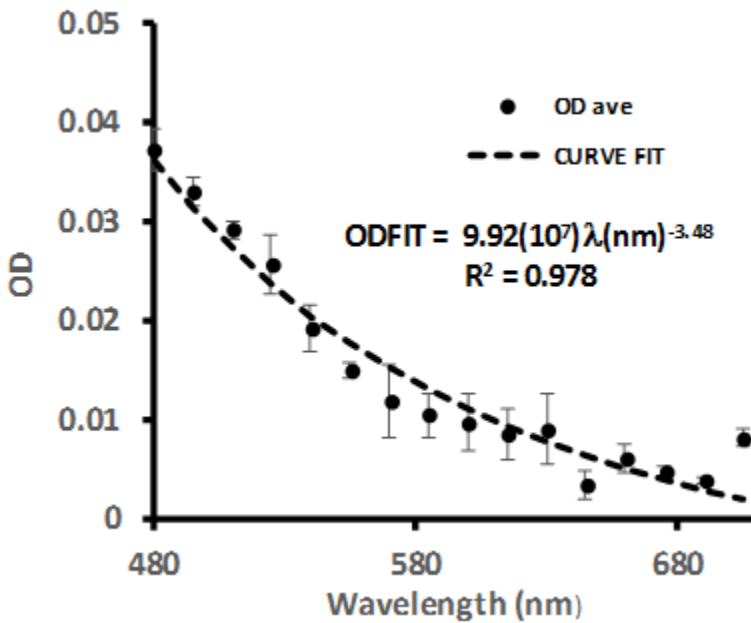 0.05
OD ave
0.04
CURVE FIT
0.03
ODFIT = 9.92(10⁷) λ(nm)⁻³·⁴⁸
R² = 0.978
OD
0.02
0.01
0
480
580
680
Wavelength (nm)